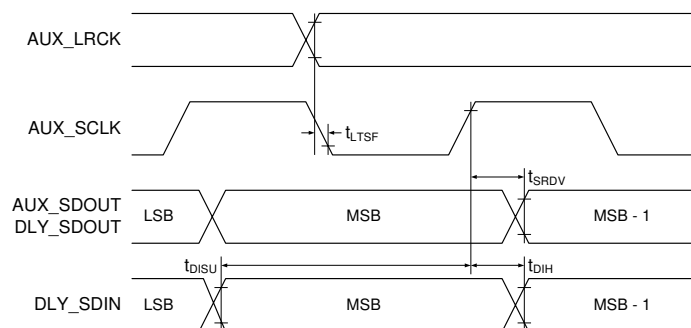 AUX_LRCK
AUX_SCLK
tLTSF
tSRDV
AUX_SDOUT
DLY_SDOUT
LSB
MSB
MSB - 1
tDISU
tDIH
DLY_SDIN
LSB
MSB
MSB - 1